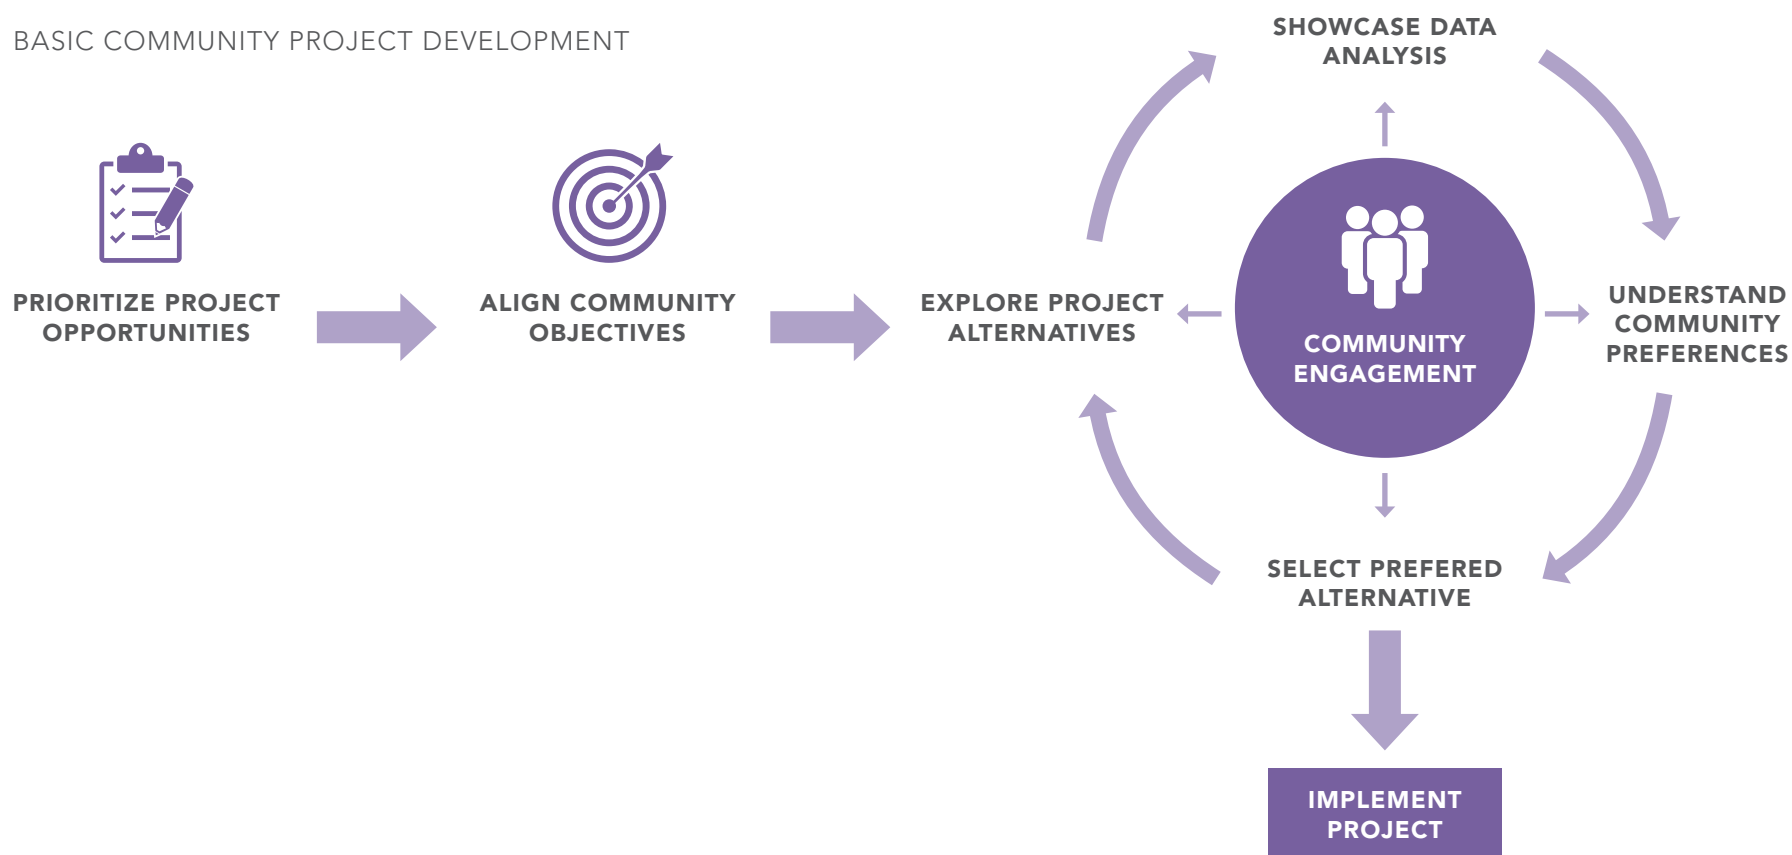 BASIC COMMUNITY PROJECT DEVELOPMENT
PRIORITIZE PROJECT
OPPORTUNITIES
ALIGN COMMUNITY
OBJECTIVES
EXPLORE PROJECT
ALTERNATIVES
SHOWCASE DATA
ANALYSIS
COMMUNITY
ENGAGEMENT
UNDERSTAND
COMMUNITY
PREFERENCES
SELECT PREFERED
ALTERNATIVE
IMPLEMENT
PROJECT